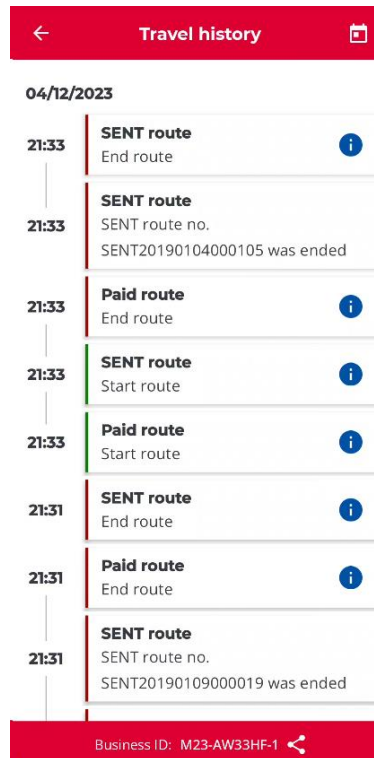 Travel history
04/12/2023
21:33
SENT route
End route
21:33
SENT route
SENT route no.
SENT20190104000105 was ended
21:33
Paid route
End route
21:33
SENT route
Start route
21:33
Paid route
Start route
21:31
SENT route
End route
21:31
Paid route
End route
21:31
SENT route
SENT route no.
SENT20190109000019 was ended
Business ID: M23-AW33HF-1